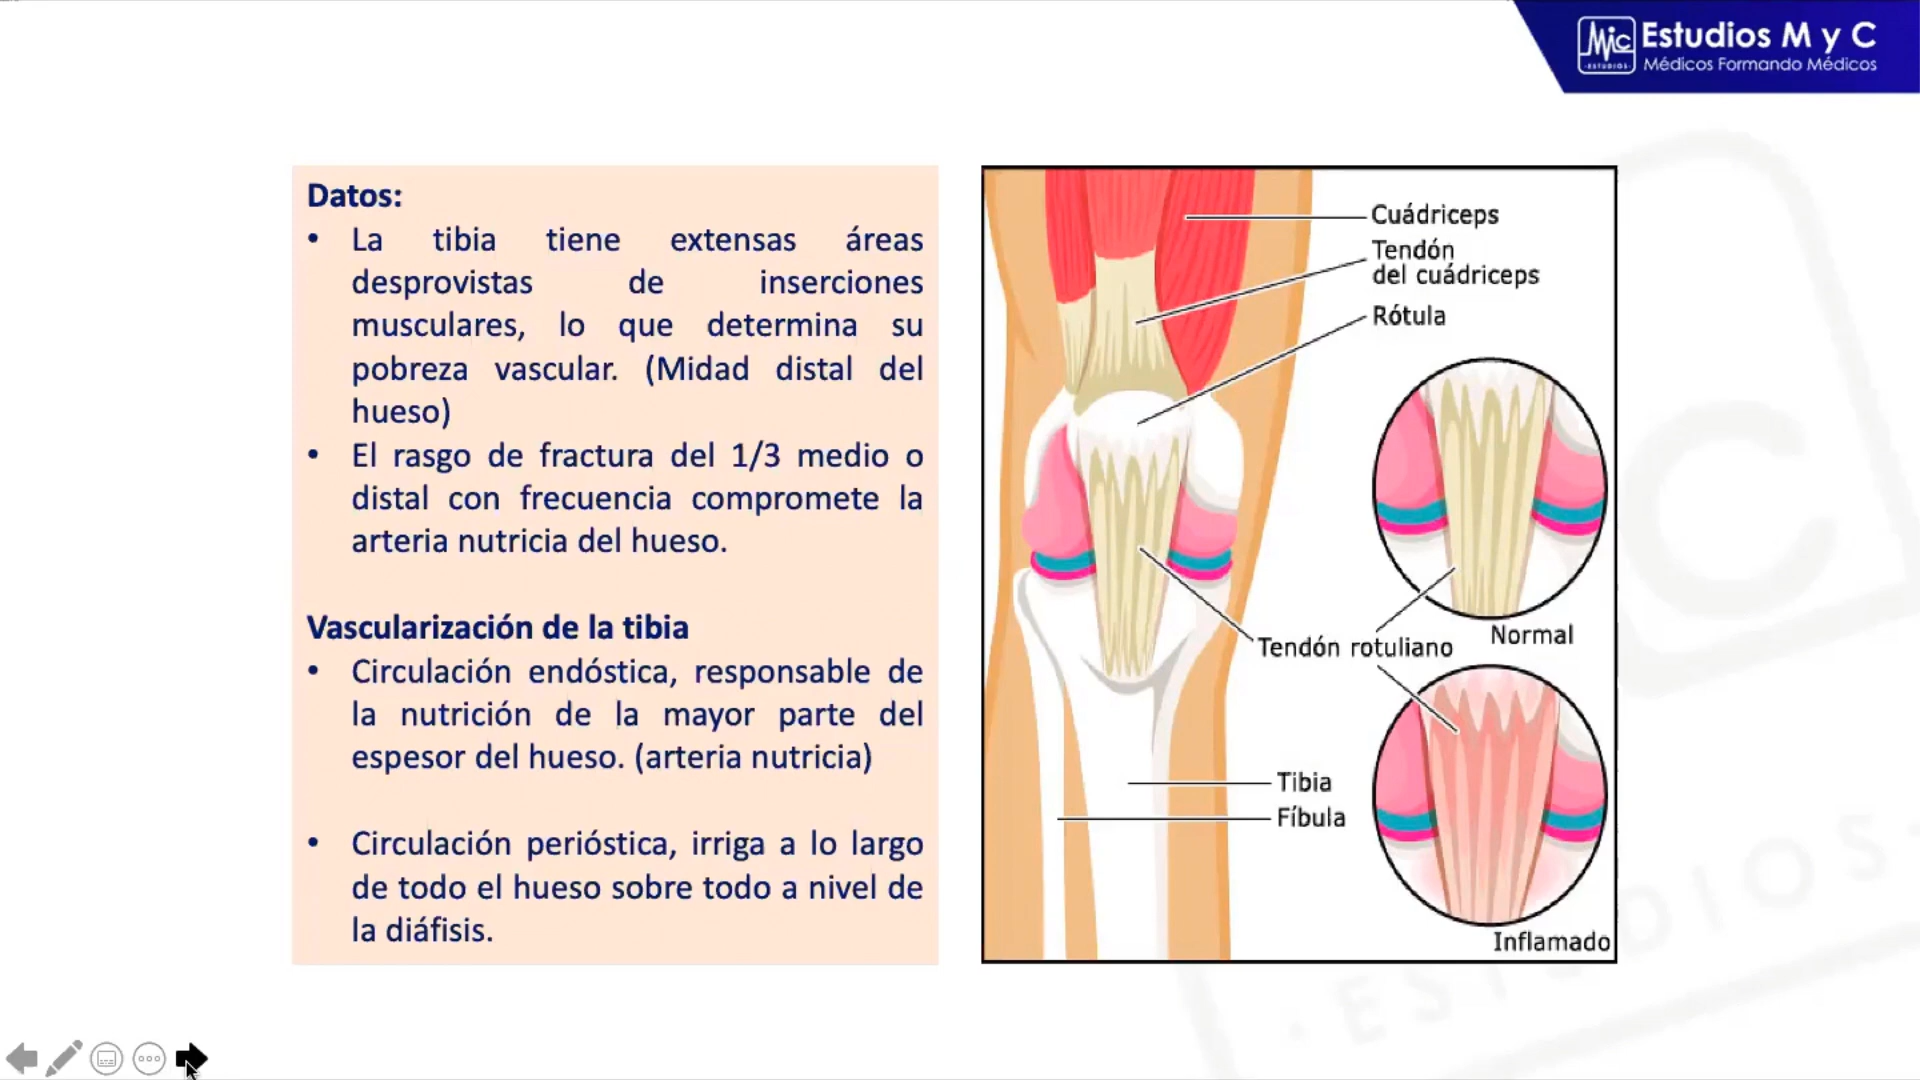 Estudios M y C
Médicos Formando Médicos
MyC
·ESTUDIOS·
Datos:
• La tibia tiene extensas áreas
desprovistas de inserciones
musculares, lo que determina su
pobreza vascular. (Midad distal del
hueso)
• El rasgo de fractura del 1/3 medio o
distal con frecuencia compromete la
arteria nutricia del hueso.
Vascularización de la tibia
• Circulación endóstica, responsable de
la nutrición de la mayor parte del
espesor del hueso. (arteria nutricia)
• Circulación perióstica, irriga a lo largo
de todo el hueso sobre todo a nivel de
la diáfisis.
Cuádriceps
Tendón
del cuádriceps
Rótula
Normal
Tendón rotuliano
Tibia
Fíbula
Inflamado
C
·ESTUDIOS·